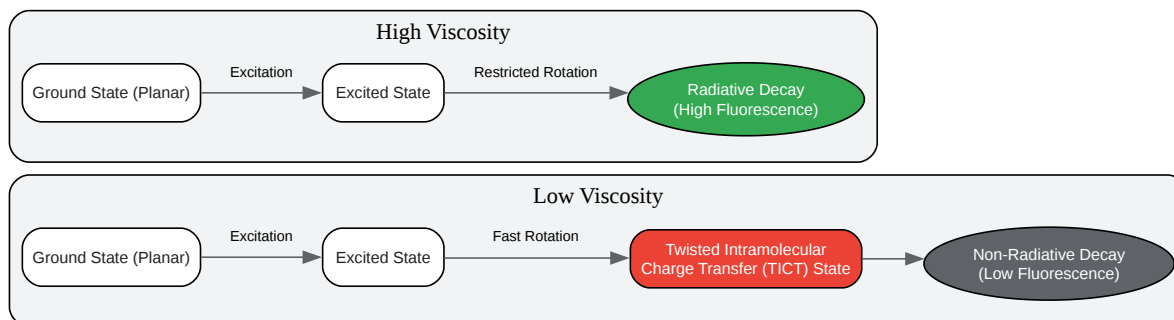 High Viscosity
Excitation
Restricted Rotation
Ground State (Planar)
Excited State
Radiative Decay
(High Fluorescence)
Low Viscosity
Excitation
Fast Rotation
Ground State (Planar)
Excited State
Twisted Intramolecular
Charge Transfer (TICT) State
Non-Radiative Decay
(Low Fluorescence)